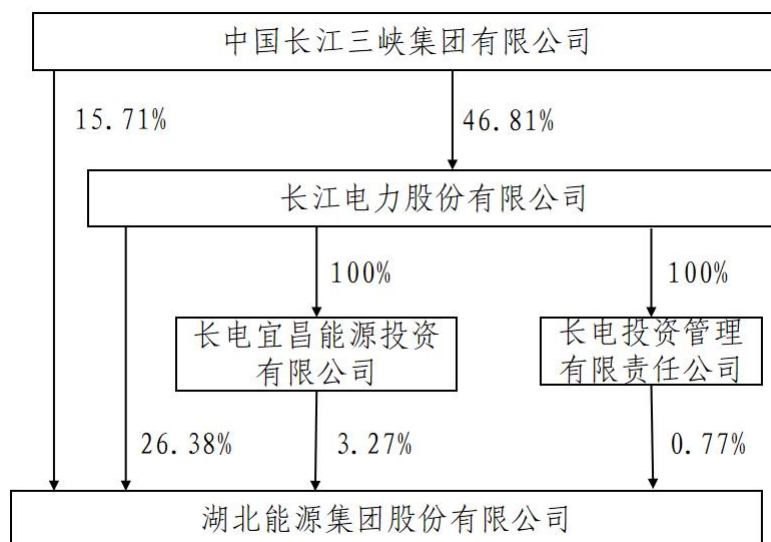 中国长江三峡集团有限公司
15.71%
46.81%
长江电力股份有限公司
100%
100%
长电宜昌能源投资
有限公司
长电投资管理
有限责任公司
26.38%
3.27%
0.77%
湖北能源集团股份有限公司